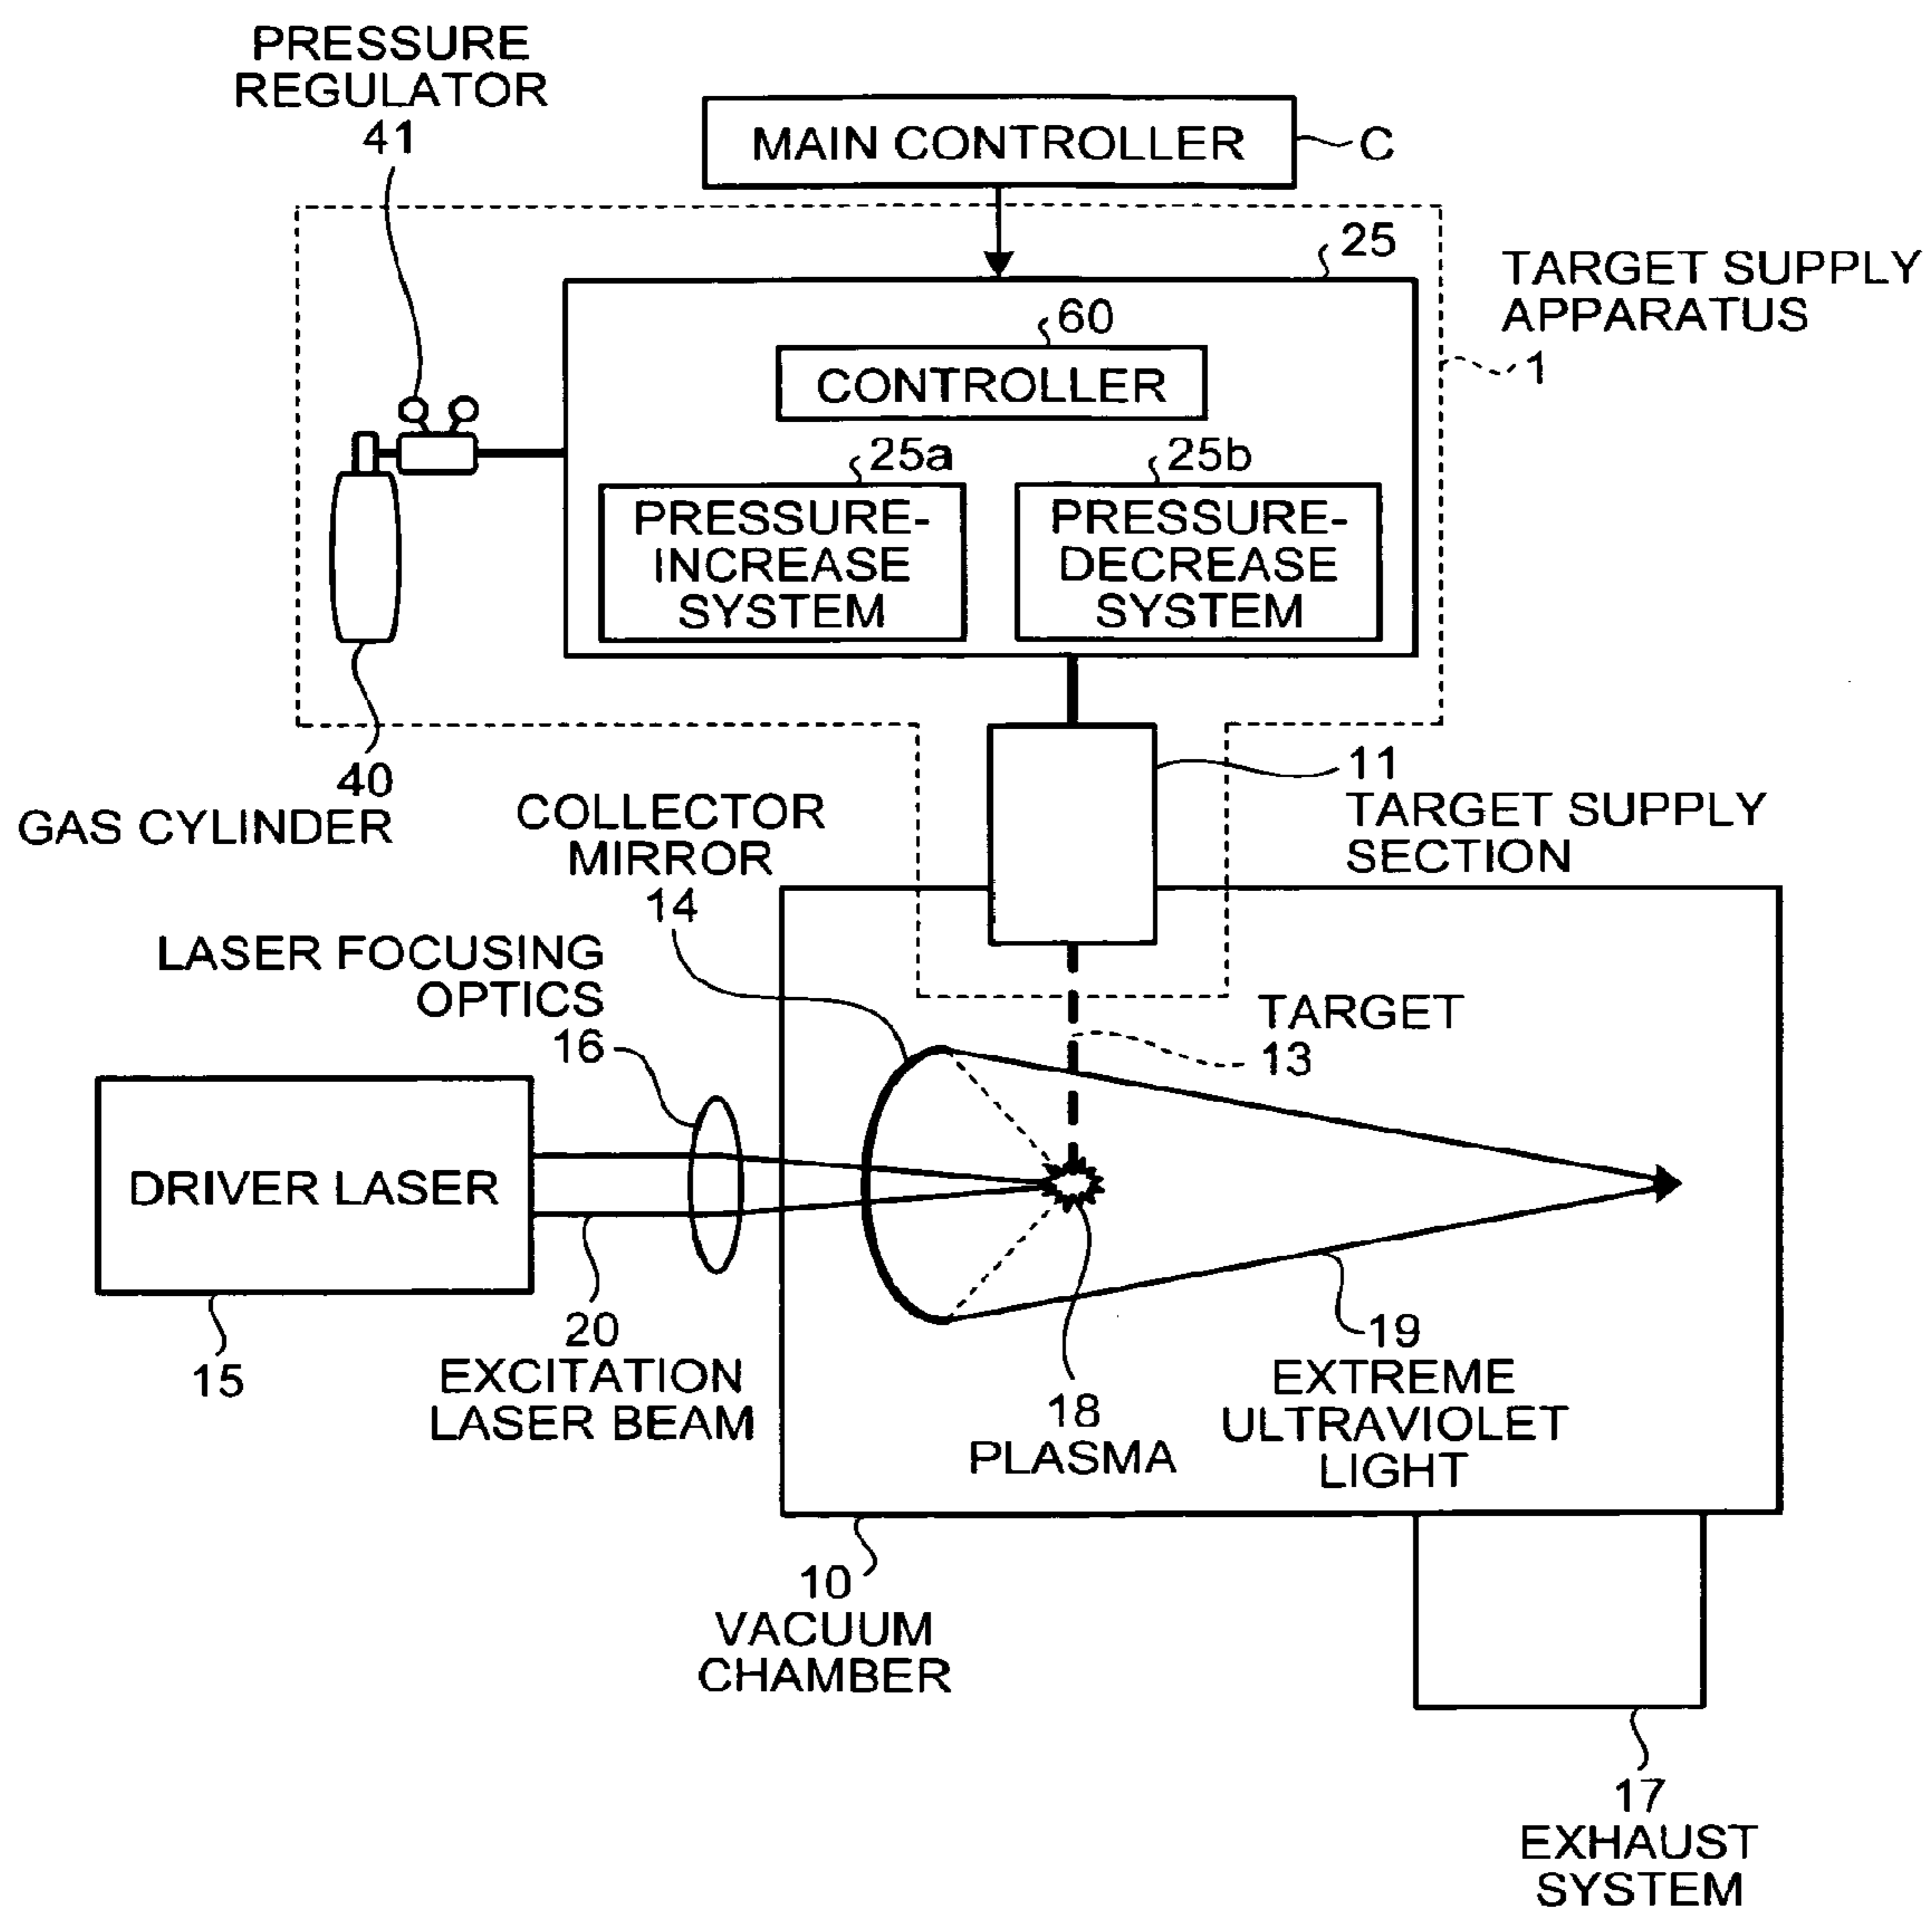 PRESSURE
REGULATOR
41
MAIN CONTROLLER
C
25
TARGET SUPPLY
APPARATUS
1
60
CONTROLLER
25a
25b
PRESSURE-
INCREASE
SYSTEM
PRESSURE-
DECREASE
SYSTEM
40
GAS CYLINDER
11
TARGET SUPPLY
SECTION
COLLECTOR
MIRROR
14
LASER FOCUSING
OPTICS
16
TARGET
13
DRIVER LASER
15
20
EXCITATION
LASER BEAM
18
PLASMA
19
EXTREME
ULTRAVIOLET
LIGHT
10
VACUUM
CHAMBER
17
EXHAUST
SYSTEM